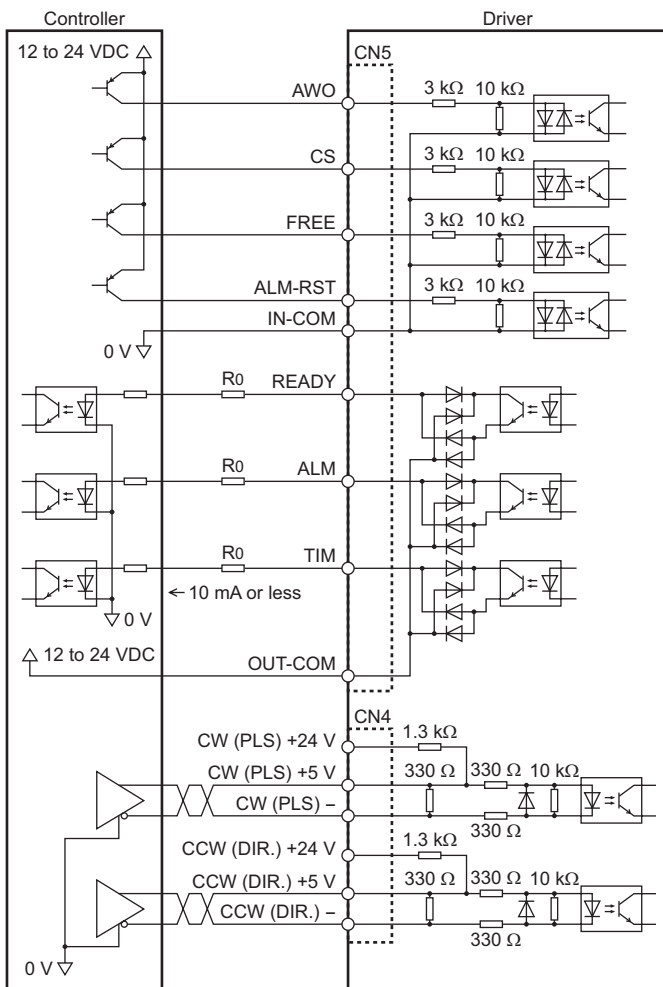 Controller
Driver
12 to 24 VDC
CN5
AWO
3 kΩ
10 kΩ
CS
3 kΩ
10 kΩ
FREE
3 kΩ
10 kΩ
ALM-RST
3 kΩ
10 kΩ
IN-COM
0 V
R0
READY
R0
ALM
R0
TIM
10 mA or less
0 V
12 to 24 VDC
OUT-COM
CN4
CW (PLS) +24 V
1.3 kΩ
CW (PLS) +5 V
330 Ω
330 Ω
10 kΩ
CW (PLS) –
330 Ω
CCW (DIR.) +24 V
1.3 kΩ
CCW (DIR.) +5 V
330 Ω
330 Ω
10 kΩ
CCW (DIR.) –
330 Ω
0 V